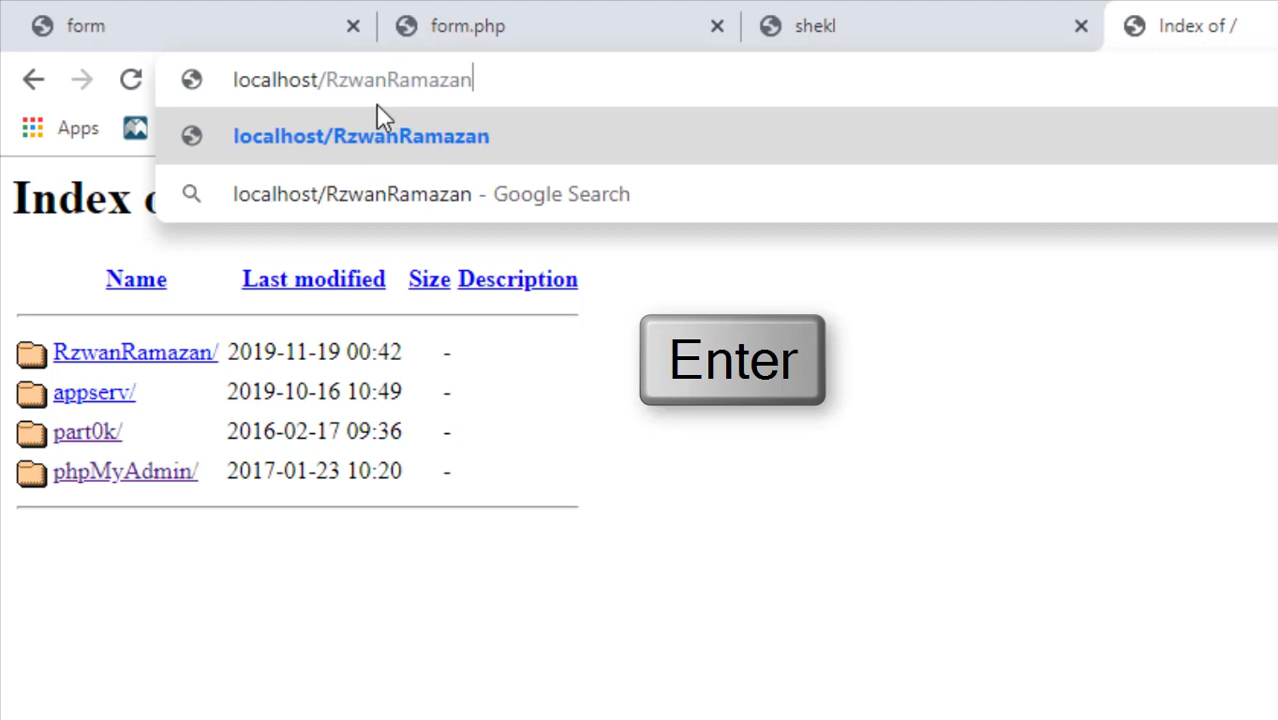 form
form.php
shekl
Index of /
localhost/RzwanRamazan
Apps
localhost/RzwanRamazan
localhost/RzwanRamazan - Google Search
Index
Name Last modified Size Description
RzwanRamazan/ 2019-11-19 00:42 -
appserv/ 2019-10-16 10:49 -
part0k/ 2016-02-17 09:36 -
phpMyAdmin/ 2017-01-23 10:20 -
Enter